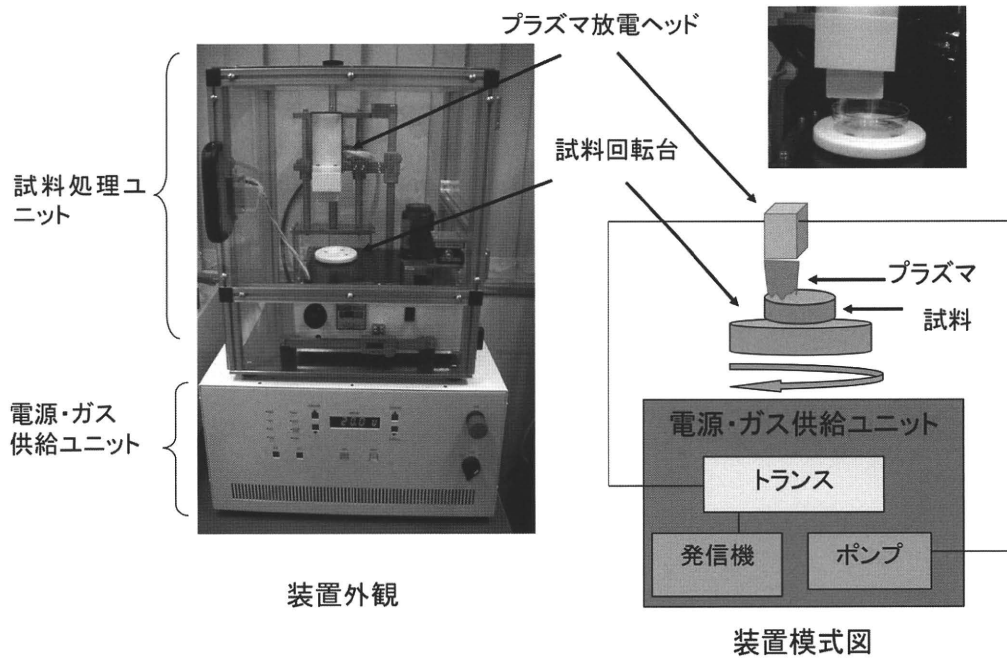 プラズマ放電ヘッド
試料回転台
試料処理ユ
ニット
電源・ガス
供給ユニット
プラズマ
試料
電源・ガス供給ユニット
トランス
発信機
ポンプ
装置外観
装置模式図